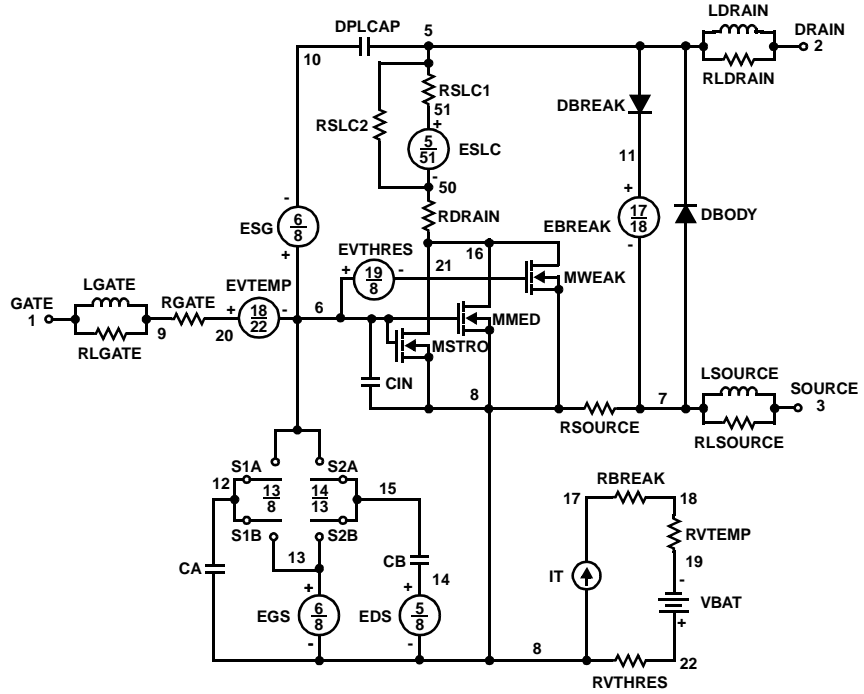 LDRAIN
DPLCAP 5 DRAIN
10 2
RLDRAIN
RSLC1
51
DBREAK
RSLC2
+
5
51
ESLC
-
50
11
-
+
17
18
EBREAK
-
DBODY
6
8
ESG
+
RDRAIN
EVTHRES
16
+ 19
8 -
21
MWEAK
LGATE
EVTEMP
GATE
1
RGATE
+ 18
22 -
6
MMED
9 20
RLGATE
MSTRO
CIN
8
LSOURCE
7 SOURCE
3
RSOURCE
RLSOURCE
S1A S2A
12
13
8
14
13
15
S1B S2B
13
RBREAK
17 18
RVTEMP
19
CA
CB
14
IT
-
VBAT
+
+
EGS 6
8
-
+
EDS 5
8
-
8
22
RVTHRES